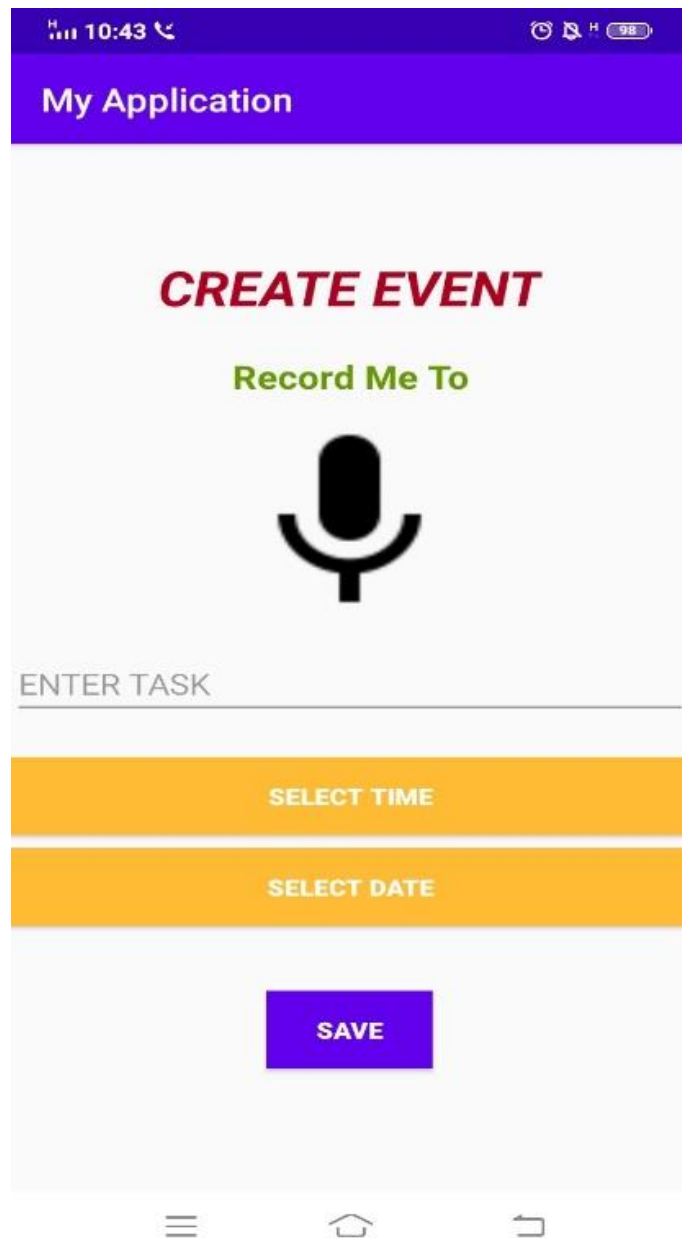 H 10:43 H 98
My Application
CREATE EVENT
Record Me To
ENTER TASK
SELECT TIME
SELECT DATE
SAVE